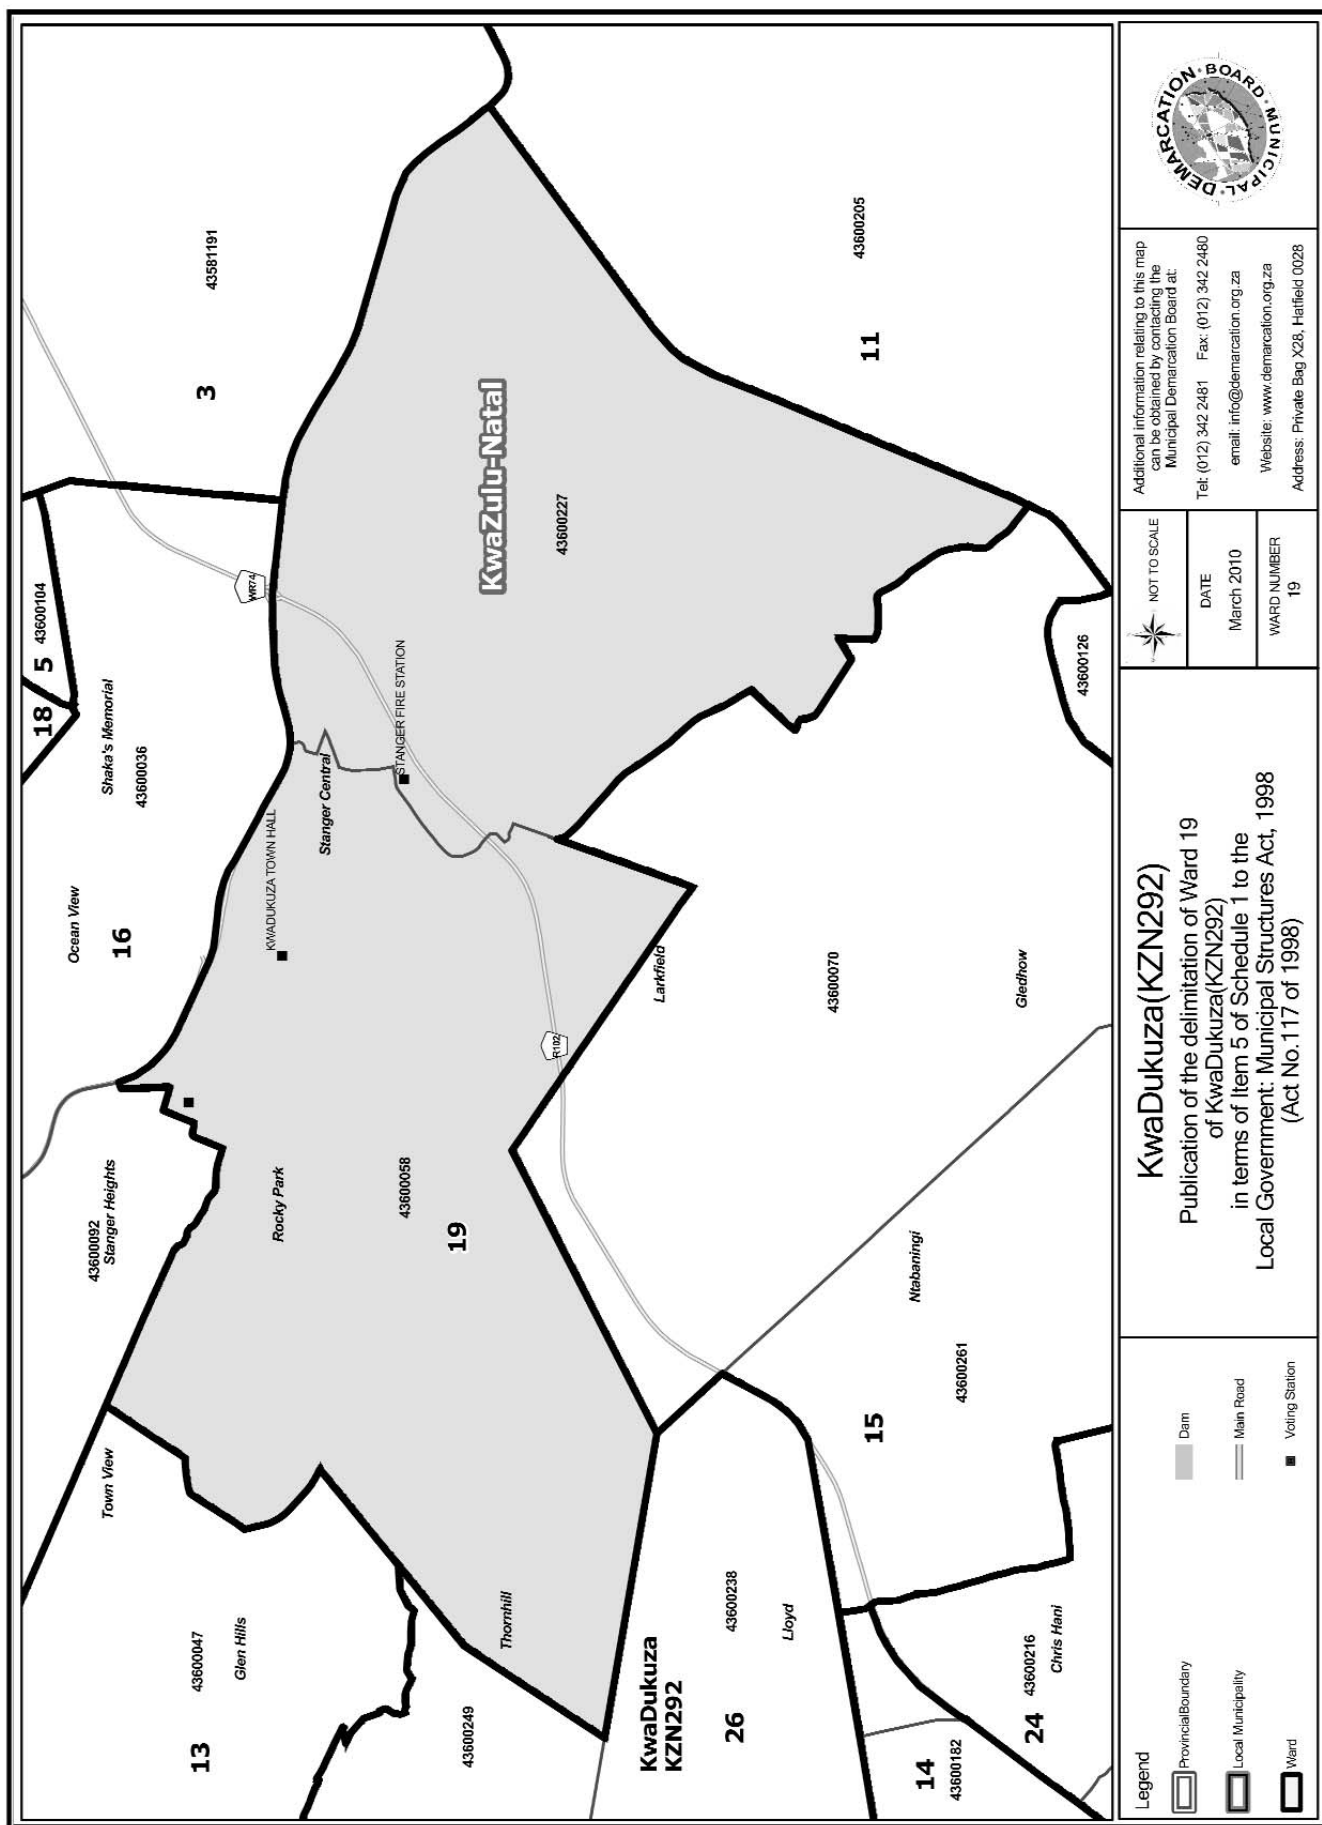 43581191
3
43600205
11
KwaZulu-Natal
43600227
5
43600104
18
WR74
Shaka's Memorial
43600036
STANGER FIRE STATION
Stanger Central
KWADUKUZA TOWN HALL
Ocean View
16
43600126
Larkfield
43600070
Gledhow
R102
43600092
Stanger Heights
Rocky Park
43600058
19
Ntabaningi
43600261
15
Town View
Glen Hills
43600047
13
Thornhill
43600249
KwaDukuza
KZN292
43600238
Lloyd
26
Chris Hani
43600216
24
14
43600182
Legend
ProvincialBoundary
Local Municipality
Ward
Dam
Main Road
Voting Station
KwaDukuza(KZN292)
Publication of the delimitation of Ward 19
of KwaDukuza(KZN292)
in terms of Item 5 of Schedule 1 to the
Local Government: Municipal Structures Act, 1998
(Act No.117 of 1998)
NOT TO SCALE
DATE
March 2010
WARD NUMBER
19
Additional information relating to this map
can be obtained by contacting the
Municipal Demarcation Board at:
Tel: (012) 342 2481 Fax: (012) 342 2480
email: info@demarcation.org.za
Website: www.demarcation.org.za
Address: Private Bag X28, Hatfield 0028
MUNICIPAL DEMARCATION BOARD